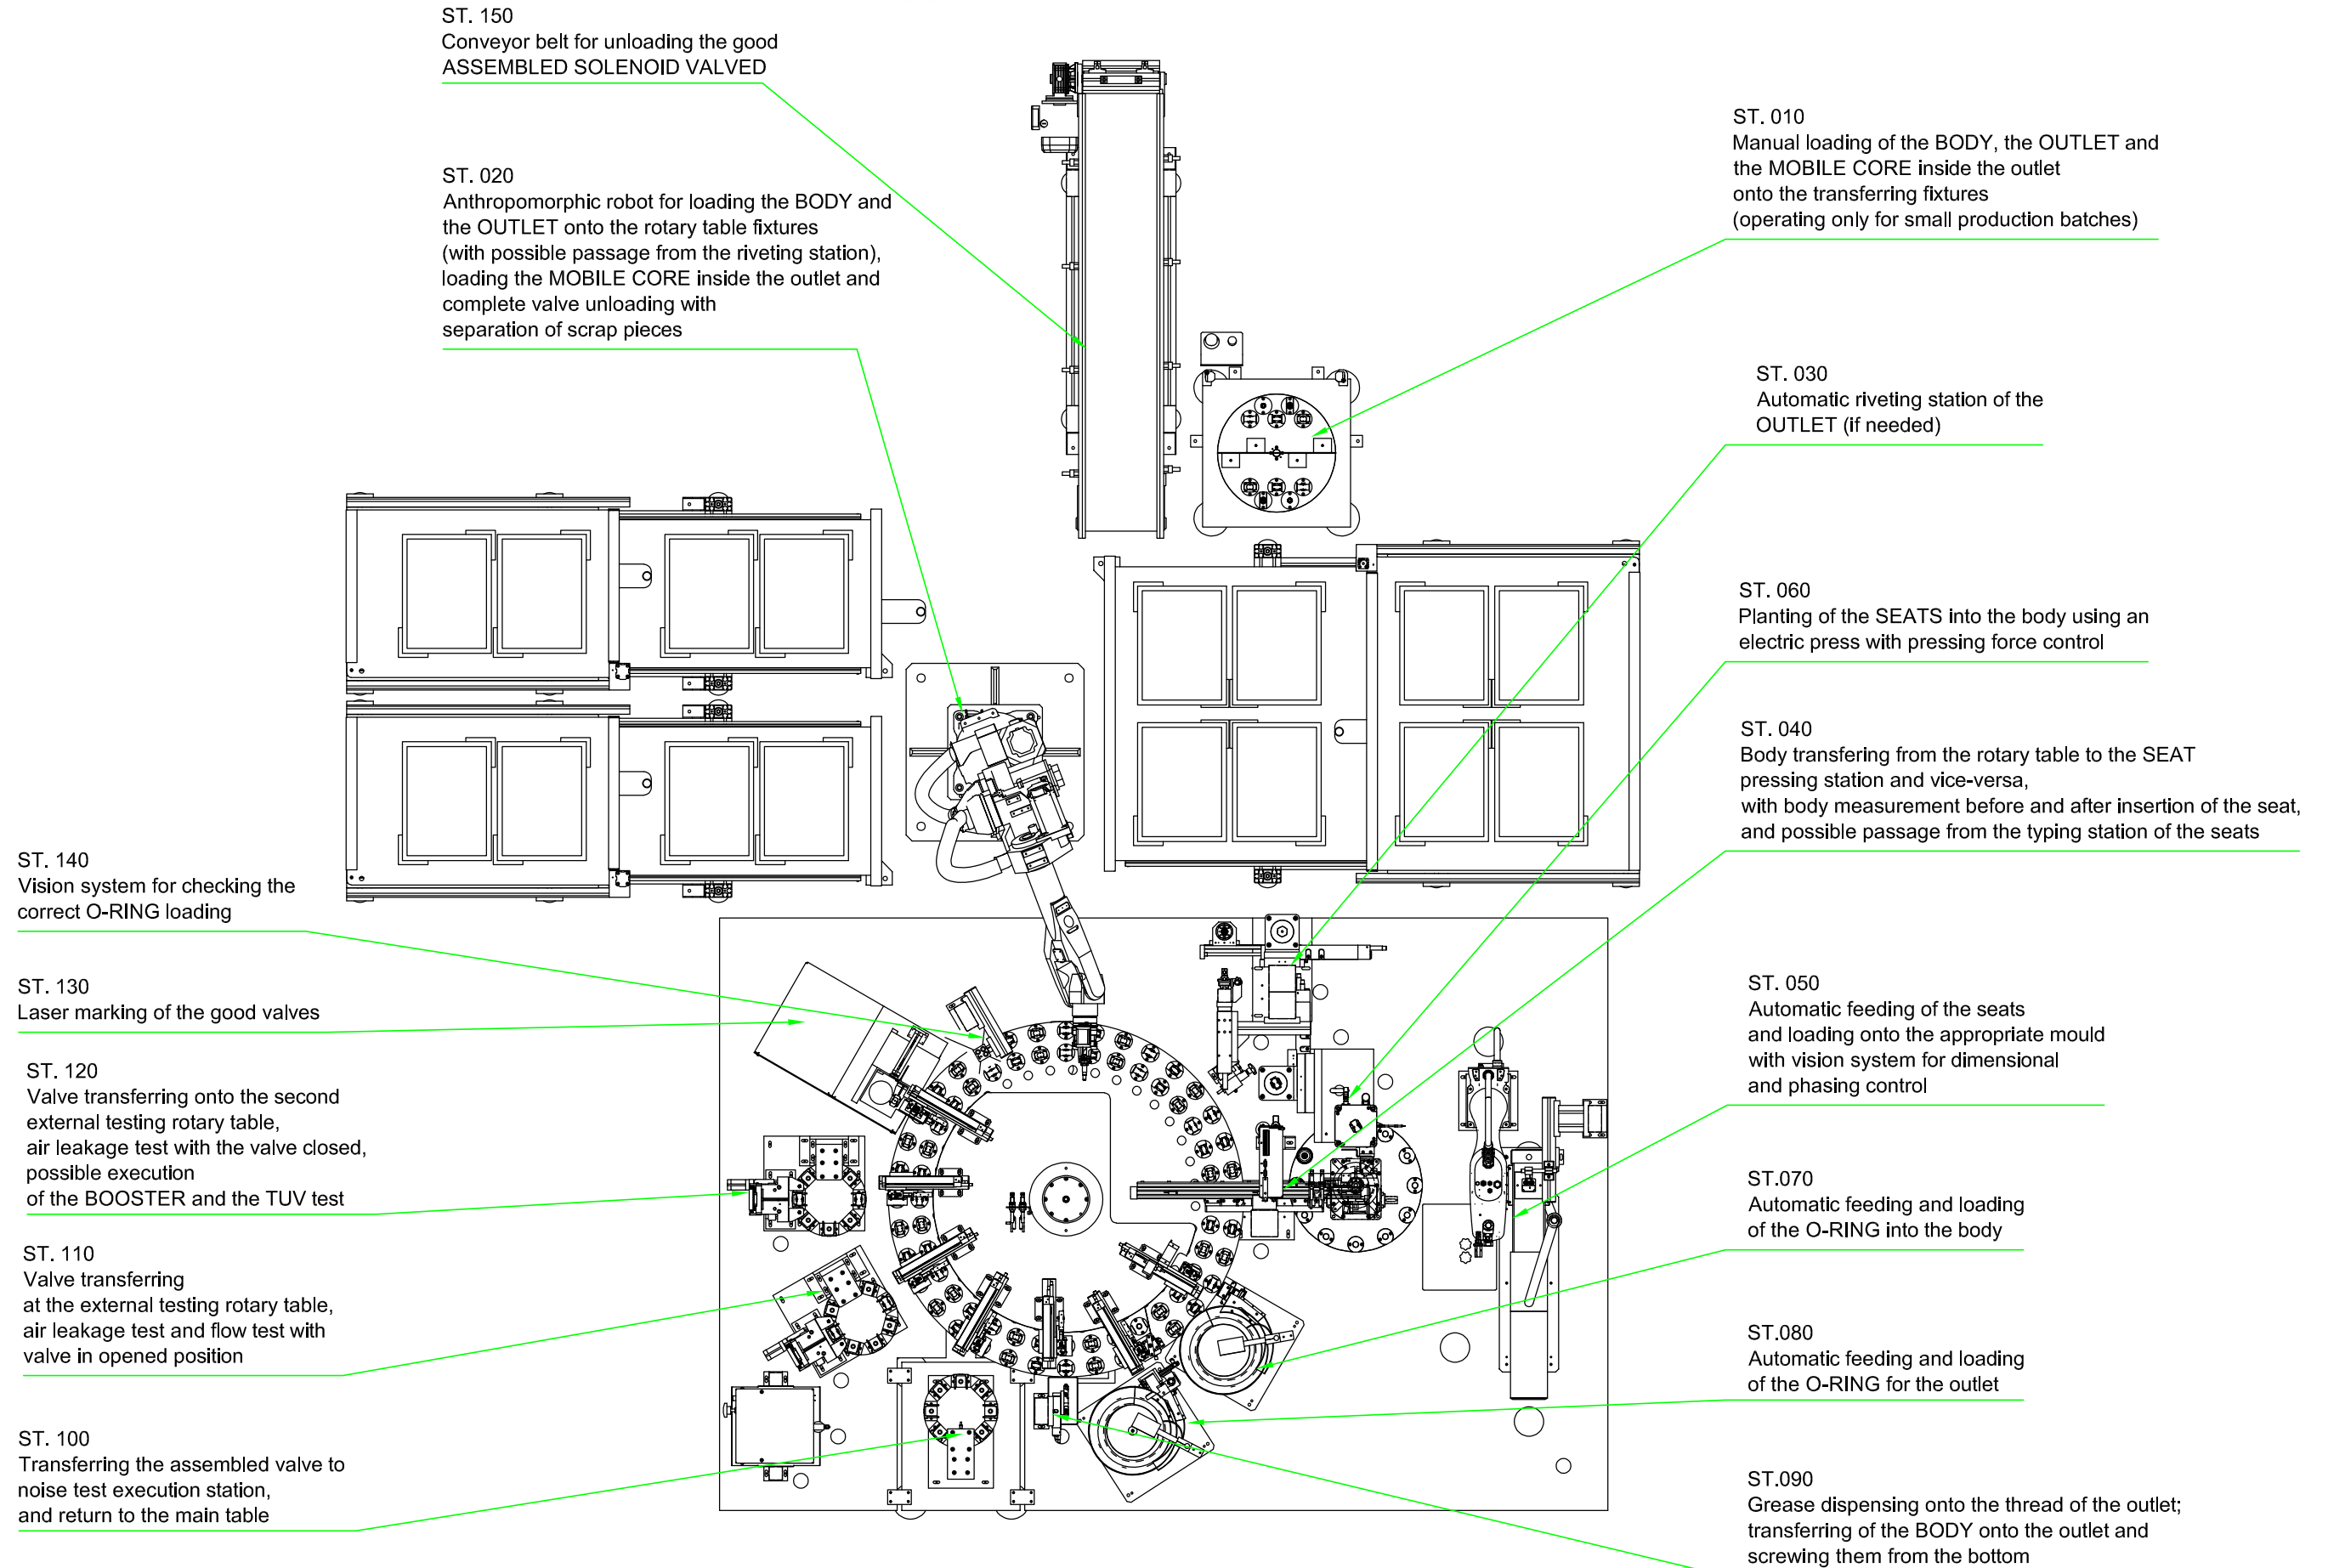 ST. 150
Conveyor belt for unloading the good
ASSEMBLED SOLENOID VALVED
ST. 020
Anthropomorphic robot for loading the BODY and
the OUTLET onto the rotary table fixtures
(with possible passage from the riveting station),
loading the MOBILE CORE inside the outlet and
complete valve unloading with
separation of scrap pieces
ST. 140
Vision system for checking the
correct O-RING loading
ST. 130
Laser marking of the good valves
ST. 120
Valve transferring onto the second
external testing rotary table,
air leakage test with the valve closed,
possible execution
of the BOOSTER and the TUV test
ST. 110
Valve transferring
at the external testing rotary table,
air leakage test and flow test with
valve in opened position
ST. 100
Transferring the assembled valve to
noise test execution station,
and return to the main table
ST. 010
Manual loading of the BODY, the OUTLET and
the MOBILE CORE inside the outlet
onto the transferring fixtures
(operating only for small production batches)
ST. 030
Automatic riveting station of the
OUTLET (if needed)
ST. 060
Planting of the SEATS into the body using an
electric press with pressing force control
ST. 040
Body transfering from the rotary table to the SEAT
pressing station and vice-versa,
with body measurement before and after insertion of the seat,
and possible passage from the typing station of the seats
ST. 050
Automatic feeding of the seats
and loading onto the appropriate mould
with vision system for dimensional
and phasing control
ST.070
Automatic feeding and loading
of the O-RING into the body
ST.080
Automatic feeding and loading
of the O-RING for the outlet
ST.090
Grease dispensing onto the thread of the outlet;
transferring of the BODY onto the outlet and
screwing them from the bottom